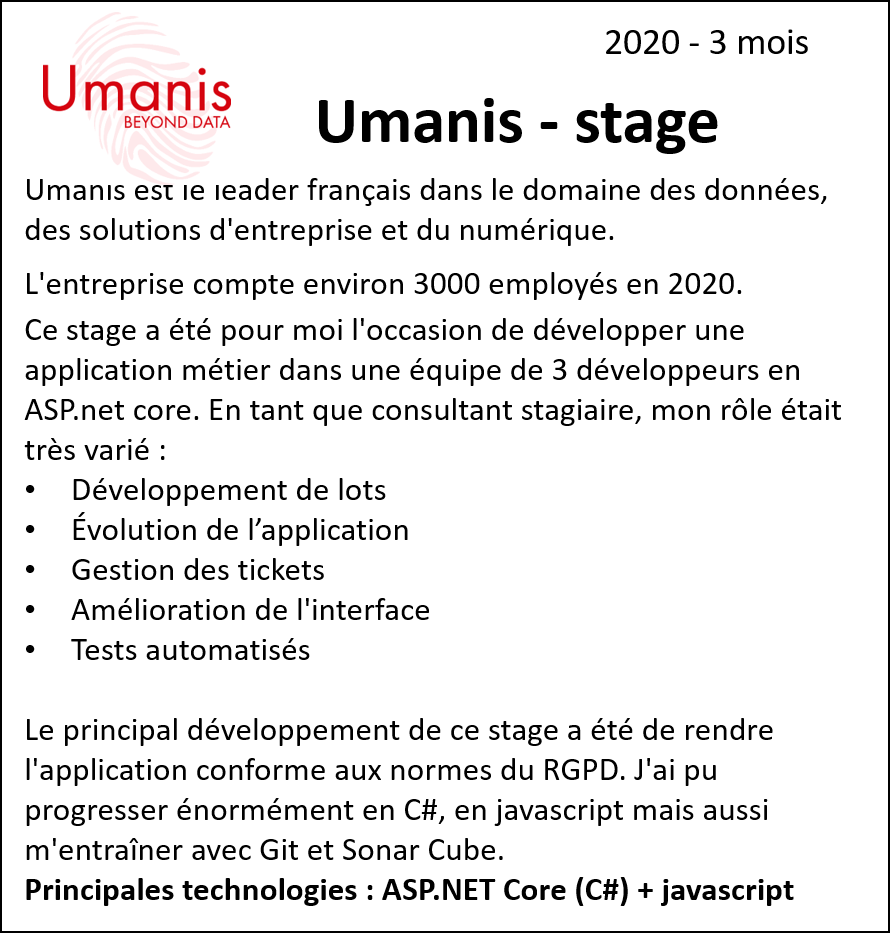 2020 - 3 mois
Umanis
BEYOND DATA
Umanis - stage
Umanis est le leader français dans le domaine des données,
des solutions d'entreprise et du numérique.
L'entreprise compte environ 3000 employés en 2020.
Ce stage a été pour moi l'occasion de développer une
application métier dans une équipe de 3 développeurs en
ASP.net core. En tant que consultant stagiaire, mon rôle était
très varié :
• Développement de lots
• Évolution de l’application
• Gestion des tickets
• Amélioration de l'interface
• Tests automatisés
Le principal développement de ce stage a été de rendre
l'application conforme aux normes du RGPD. J'ai pu
progresser énormément en C#, en javascript mais aussi
m'entraîner avec Git et Sonar Cube.
Principales technologies : ASP.NET Core (C#) + javascript